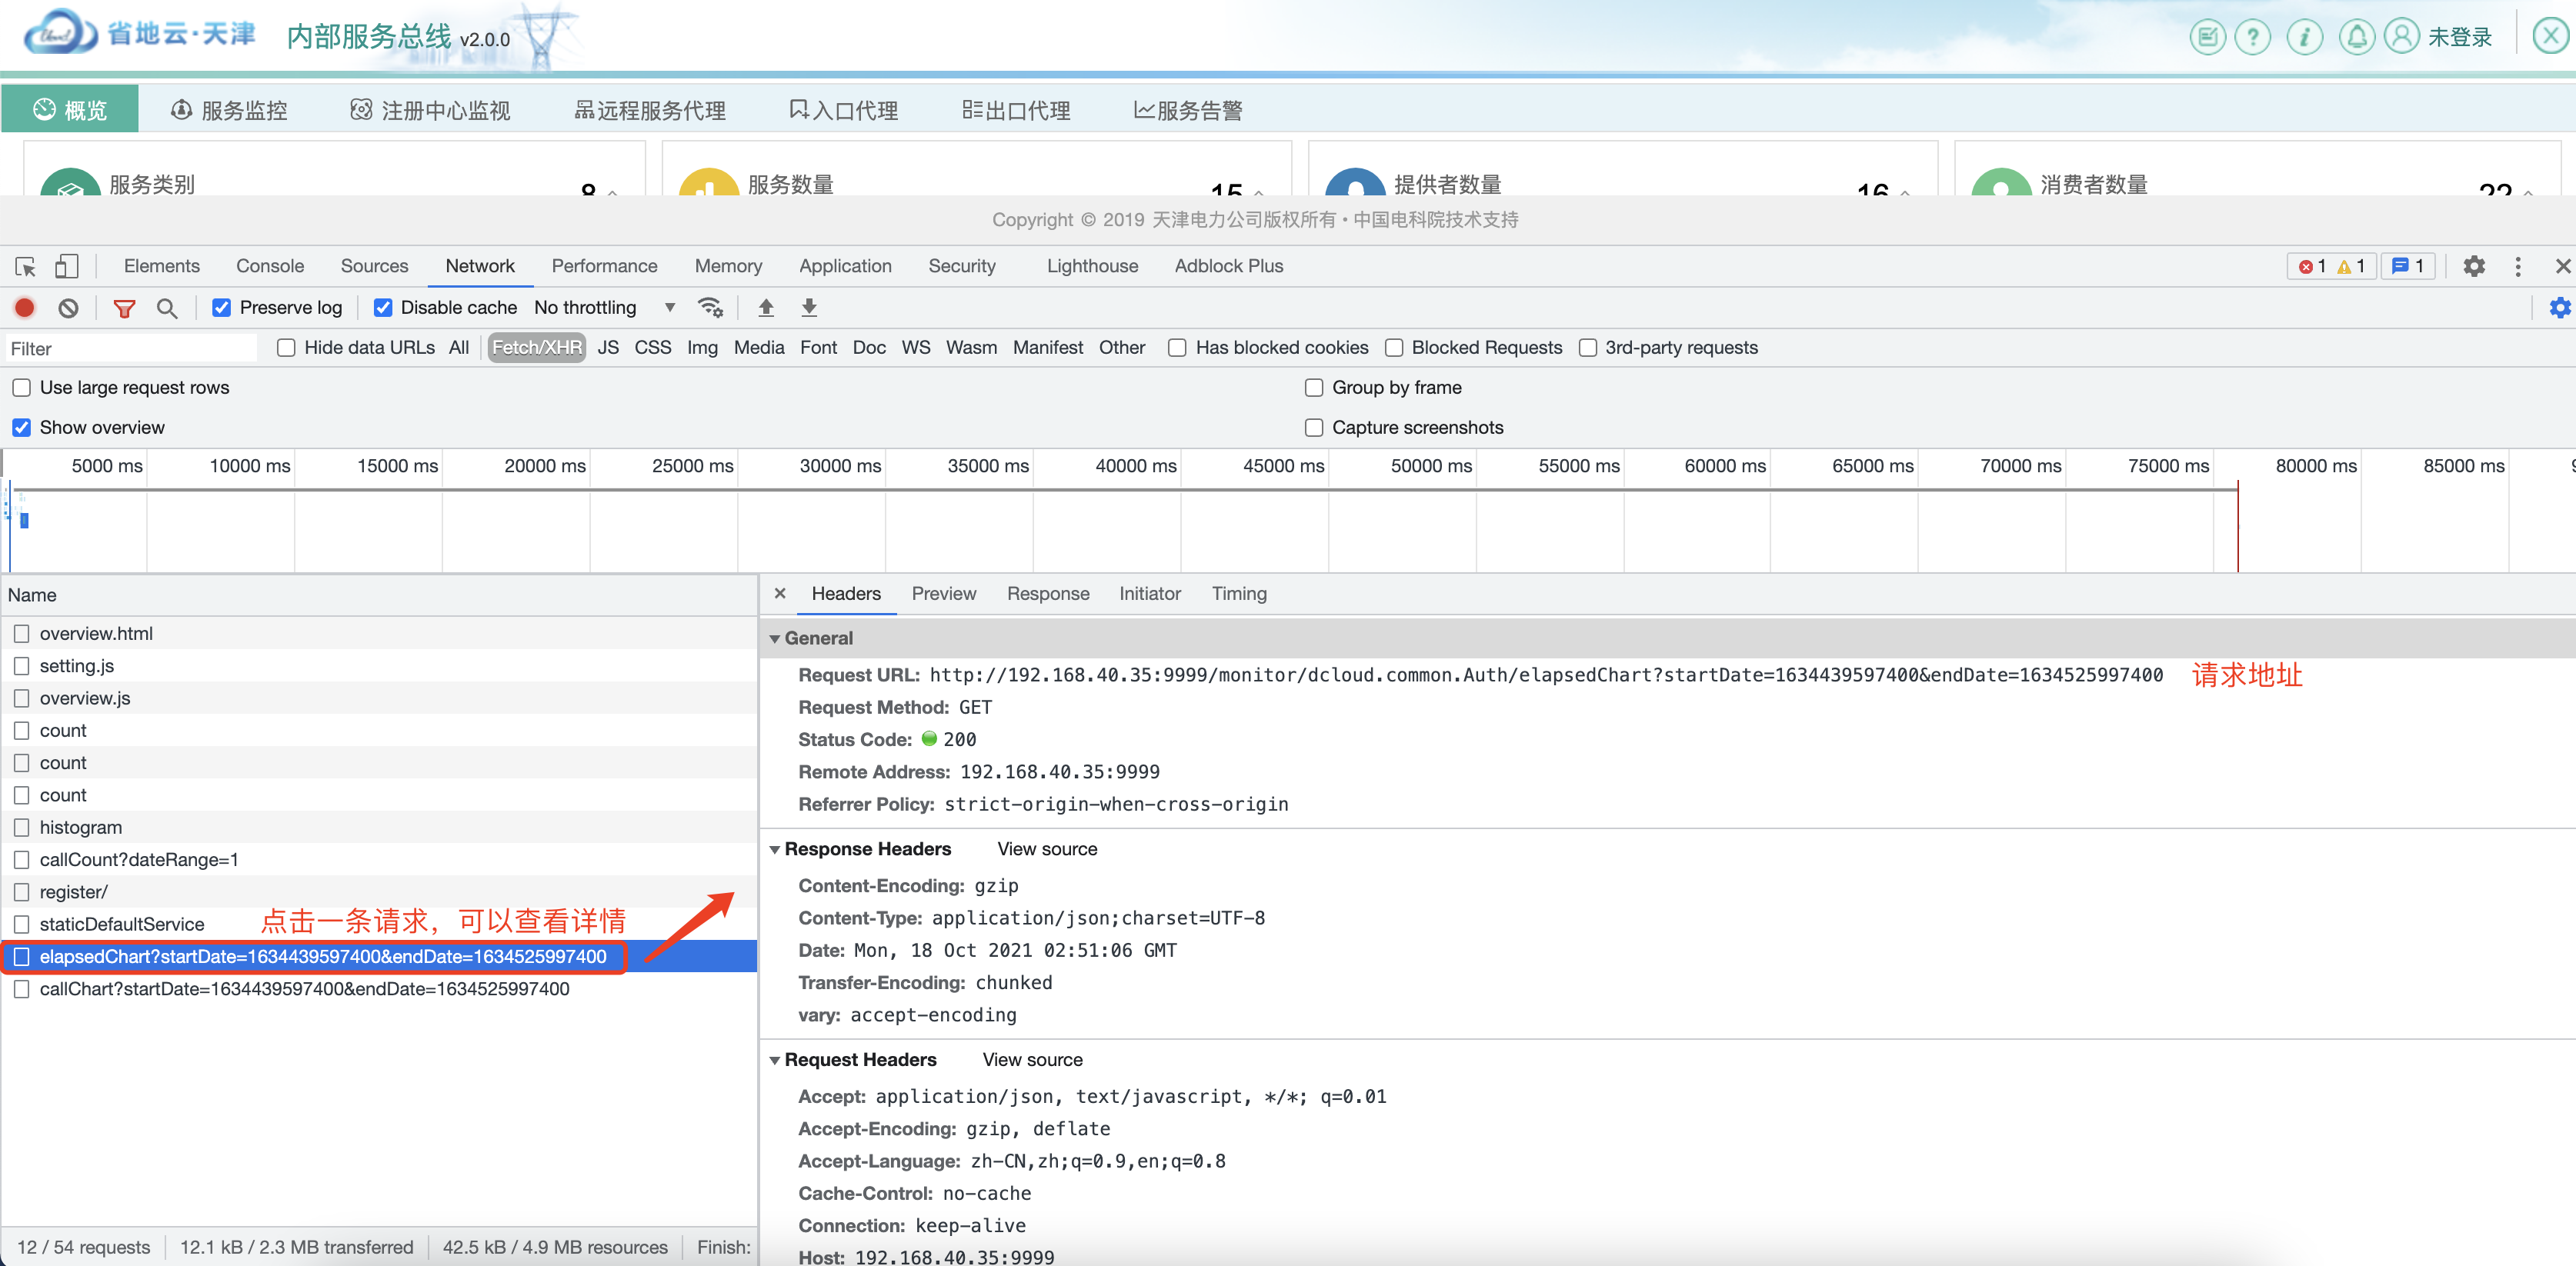 省地云·天津 内部服务总线 v2.0.0 未登录
概览 服务监控 注册中心监视 远程服务代理 入口代理 出口代理 服务告警
服务类别 8 服务数量 15 提供者数量 16 消费者数量 22
Copyright © 2019 天津电力公司版权所有 • 中国电科院技术支持
Elements Console Sources Network Performance Memory Application Security Lighthouse Adblock Plus 1 1 1
Preserve log Disable cache No throttling
Filter Hide data URLs All Fetch/XHR JS CSS Img Media Font Doc WS Wasm Manifest Other Has blocked cookies Blocked Requests 3rd-party requests
Use large request rows Group by frame
Show overview Capture screenshots
5000 ms 10000 ms 15000 ms 20000 ms 25000 ms 30000 ms 35000 ms 40000 ms 45000 ms 50000 ms 55000 ms 60000 ms 65000 ms 70000 ms 75000 ms 80000 ms 85000 ms
Name
overview.html
setting.js
overview.js
count
count
count
histogram
callCount?dateRange=1
register/
staticDefaultService 点击一条请求，可以查看详情
elapsedChart?startDate=1634439597400&endDate=1634525997400
callChart?startDate=1634439597400&endDate=1634525997400
12 / 54 requests 12.1 kB / 2.3 MB transferred 42.5 kB / 4.9 MB resources Finish:
Headers Preview Response Initiator Timing
General
Request URL: http://192.168.40.35:9999/monitor/dcloud.common.Auth/elapsedChart?startDate=1634439597400&endDate=1634525997400 请求地址
Request Method: GET
Status Code: 200
Remote Address: 192.168.40.35:9999
Referrer Policy: strict-origin-when-cross-origin
Response Headers View source
Content-Encoding: gzip
Content-Type: application/json;charset=UTF-8
Date: Mon, 18 Oct 2021 02:51:06 GMT
Transfer-Encoding: chunked
vary: accept-encoding
Request Headers View source
Accept: application/json, text/javascript, */*; q=0.01
Accept-Encoding: gzip, deflate
Accept-Language: zh-CN,zh;q=0.9,en;q=0.8
Cache-Control: no-cache
Connection: keep-alive
Host: 192.168.40.35:9999